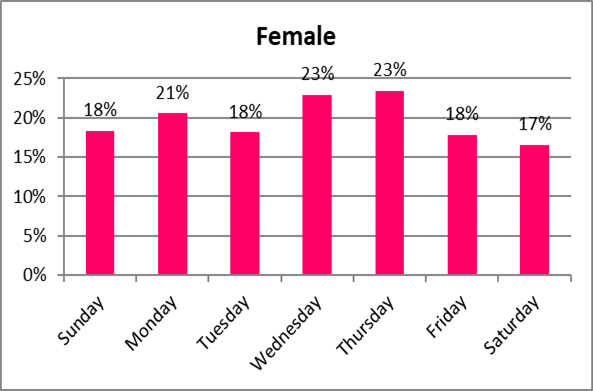 Female
25%
20%
15%
10%
5%
0%
18%
21%
18%
23%
23%
18%
17%
Sunday
Monday
Tuesday
Wednesday
Thursday
Friday
Saturday